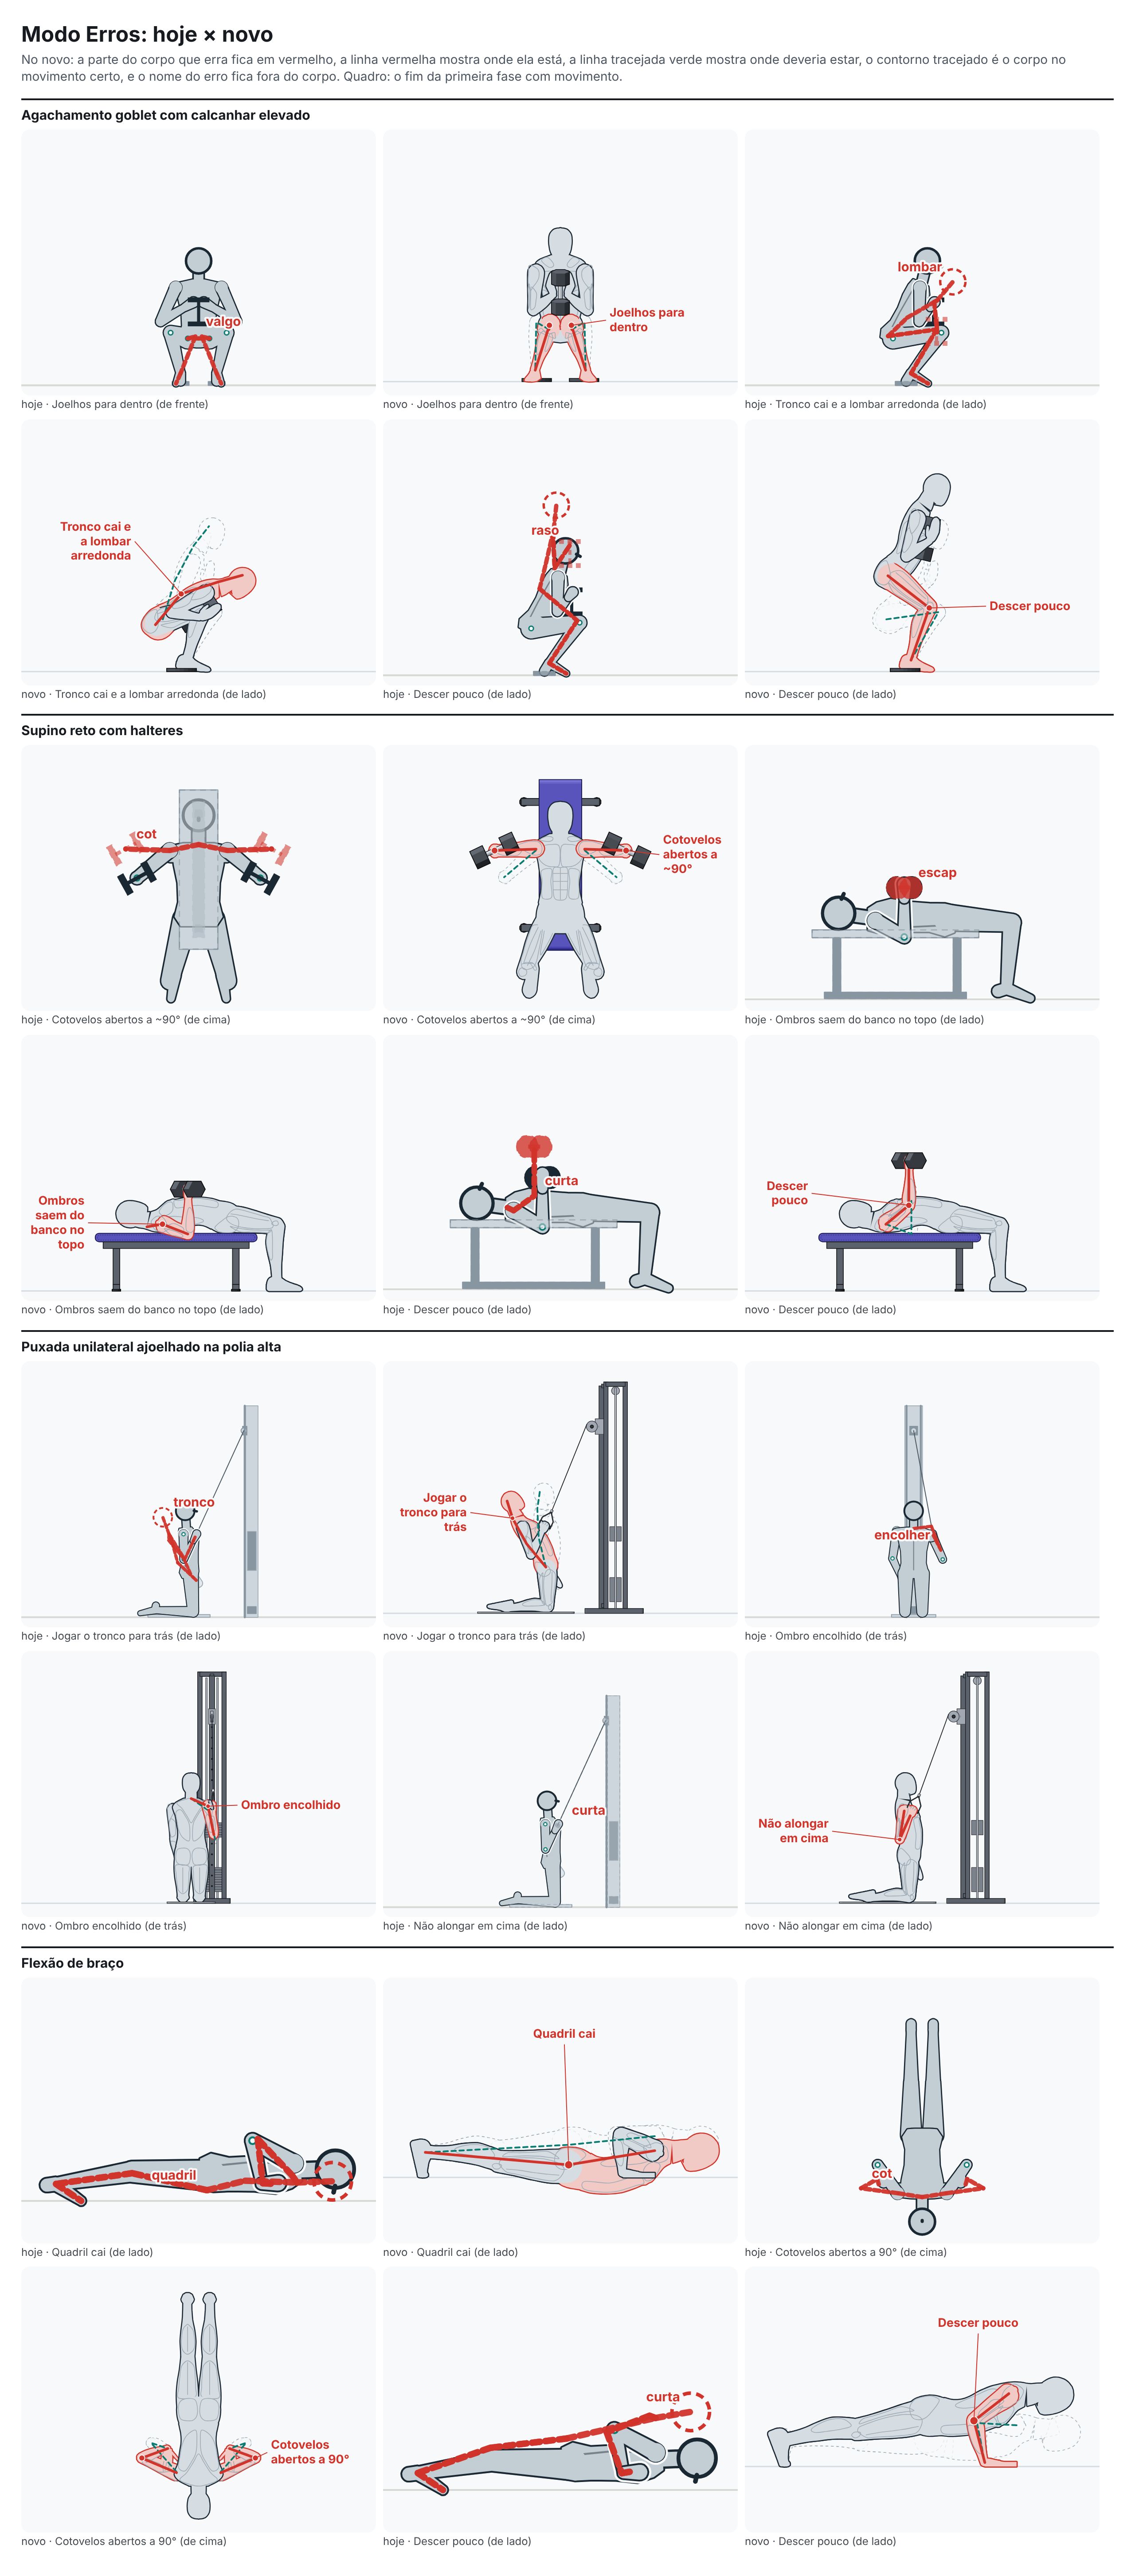 Modo Erros: hoje × novo
No novo: a parte do corpo que erra fica em vermelho, a linha vermelha mostra onde ela está, a linha tracejada verde mostra onde deveria estar, o contorno tracejado é o corpo no
movimento certo, e o nome do erro fica fora do corpo. Quadro: o fim da primeira fase com movimento.
Agachamento goblet com calcanhar elevado
valgo
Joelhos para
dentro
lombar
hoje · Joelhos para dentro (de frente)
novo · Joelhos para dentro (de frente)
hoje · Tronco cai e a lombar arredonda (de lado)
Tronco cai e
a lombar
arredonda
raso
Descer pouco
novo · Tronco cai e a lombar arredonda (de lado)
hoje · Descer pouco (de lado)
novo · Descer pouco (de lado)
Supino reto com halteres
cot
Cotovelos
abertos a
~90°
escap
hoje · Cotovelos abertos a ~90° (de cima)
novo · Cotovelos abertos a ~90° (de cima)
hoje · Ombros saem do banco no topo (de lado)
Ombros
saem do
banco no
topo
curta
Descer
pouco
novo · Ombros saem do banco no topo (de lado)
hoje · Descer pouco (de lado)
novo · Descer pouco (de lado)
Puxada unilateral ajoelhado na polia alta
tronco
Jogar o
tronco para
trás
encolher
hoje · Jogar o tronco para trás (de lado)
novo · Jogar o tronco para trás (de lado)
hoje · Ombro encolhido (de trás)
Ombro encolhido
curta
Não alongar
em cima
novo · Ombro encolhido (de trás)
hoje · Não alongar em cima (de lado)
novo · Não alongar em cima (de lado)
Flexão de braço
quadril
Quadril cai
cot
hoje · Quadril cai (de lado)
novo · Quadril cai (de lado)
hoje · Cotovelos abertos a 90° (de cima)
Cotovelos
abertos a 90°
curta
Descer pouco
novo · Cotovelos abertos a 90° (de cima)
hoje · Descer pouco (de lado)
novo · Descer pouco (de lado)